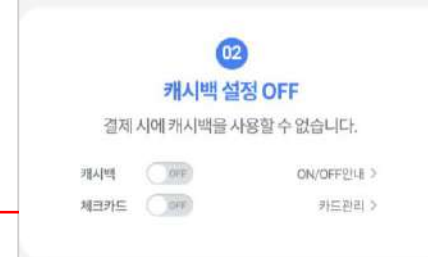 02
캐시백 설정 OFF
결제 시에 캐시백을 사용할 수 없습니다.
캐시백 OFF ON/OFF안내 >
체크카드 OFF 카드관리 >